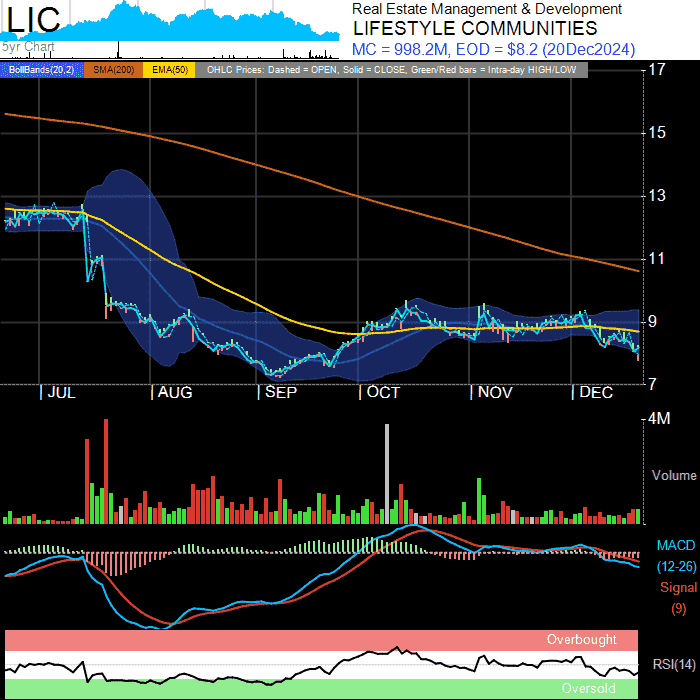 LIC
5yr Chart
Real Estate Management & Development
LIFESTYLE COMMUNITIES
MC = 998.2M, EOD = $8.2 (20Dec2024)
BollBands(20,2) SMA(200) EMA(50) OHLC Prices: Dashed = OPEN, Solid = CLOSE, Green/Red bars = Intra-day HIGH/LOW
17
15
13
11
9
7
| JUL | AUG | SEP | OCT | NOV | DEC
4M
Volume
MACD
(12-26)
Signal
(9)
Overbought
RSI(14)
Oversold